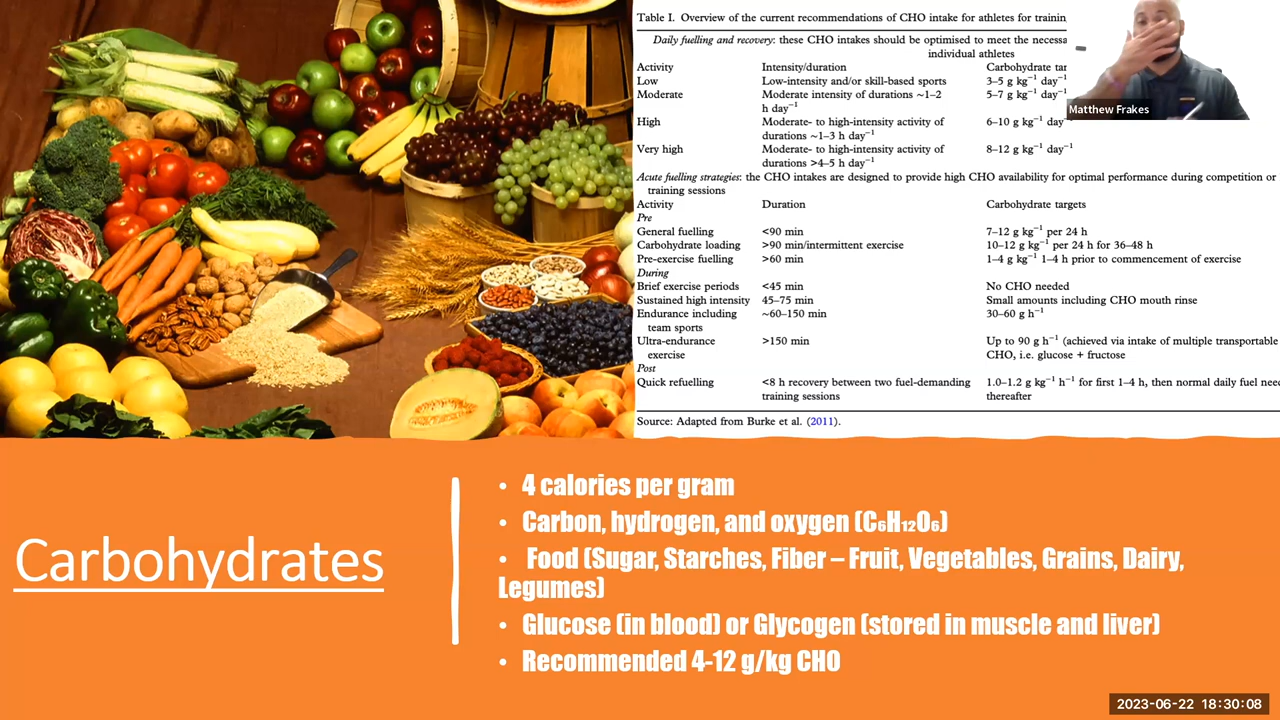 Table I. Overview of the current recommendations of CHO intake for athletes for trainin
Daily fuelling and recovery: these CHO intakes should be optimised to meet the necessa
individual athletes
Activity Intensity/duration Carbohydrate tar
Low Low-intensity and/or skill-based sports 3–5 g kg⁻¹ day⁻¹
Moderate Moderate intensity of durations ~1–2 5–7 g kg⁻¹ day⁻¹
h day⁻¹
High Moderate- to high-intensity activity of 6–10 g kg⁻¹ day⁻
durations ~1–3 h day⁻¹
Very high Moderate- to high-intensity activity of 8–12 g kg⁻¹ day⁻¹
durations >4–5 h day⁻¹
Acute fuelling strategies: the CHO intakes are designed to provide high CHO availability for optimal performance during competition or
training sessions
Activity Duration Carbohydrate targets
Pre
General fuelling <90 min 7–12 g kg⁻¹ per 24 h
Carbohydrate loading >90 min/intermittent exercise 10–12 g kg⁻¹ per 24 h for 36–48 h
Pre-exercise fuelling >60 min 1–4 g kg⁻¹ 1–4 h prior to commencement of exercise
During
Brief exercise periods <45 min No CHO needed
Sustained high intensity 45–75 min Small amounts including CHO mouth rinse
Endurance including ~60–150 min 30–60 g h⁻¹
team sports
Ultra-endurance >150 min Up to 90 g h⁻¹ (achieved via intake of multiple transportable
exercise CHO, i.e. glucose + fructose
Post
Quick refuelling <8 h recovery between two fuel-demanding 1.0–1.2 g kg⁻¹ h⁻¹ for first 1–4 h, then normal daily fuel nee
training sessions thereafter
Source: Adapted from Burke et al. (2011).
Matthew Frakes
Carbohydrates
• 4 calories per gram
• Carbon, hydrogen, and oxygen (C₆H₁₂O₆)
• Food (Sugar, Starches, Fiber – Fruit, Vegetables, Grains, Dairy,
Legumes)
• Glucose (in blood) or Glycogen (stored in muscle and liver)
• Recommended 4-12 g/kg CHO
2023-06-22 18:30:08